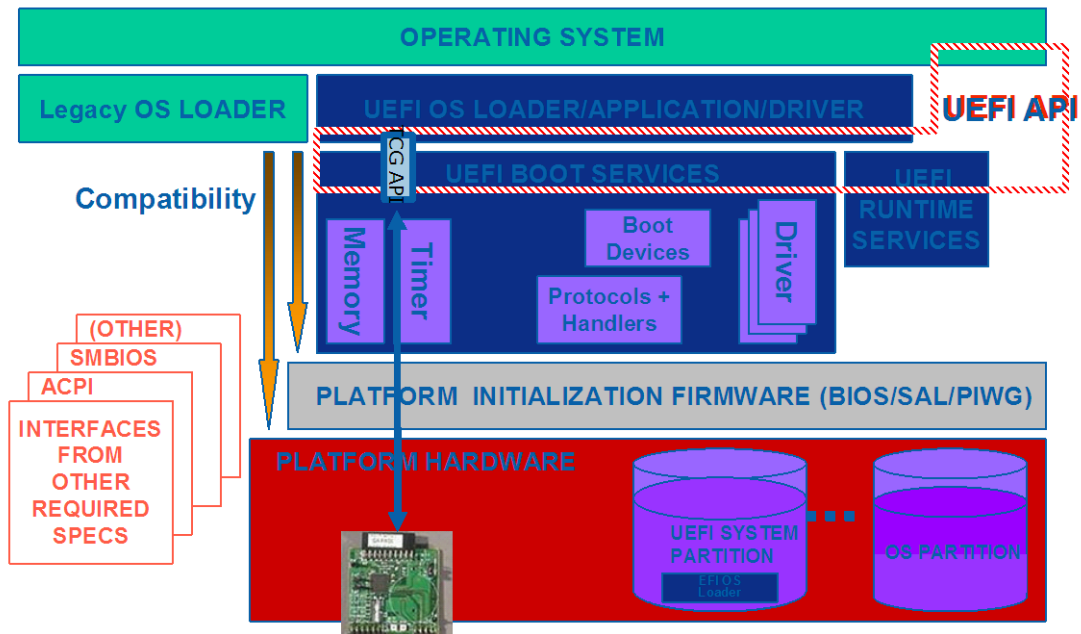 OPERATING SYSTEM
Legacy OS LOADER
UEFI OS LOADER/APPLICATION/DRIVER
UEFI API
TCG API
UEFI BOOT SERVICES
UEFI
RUNTIME
SERVICES
Compatibility
Memory
Timer
Boot
Devices
Protocols +
Handlers
Driver
(OTHER)
SMBIOS
ACPI
INTERFACES
FROM
OTHER
REQUIRED
SPECS
PLATFORM INITIALIZATION FIRMWARE (BIOS/SAL/PIWG)
PLATFORM HARDWARE
UEFI SYSTEM
PARTITION
EFI OS
Loader
OS PARTITION